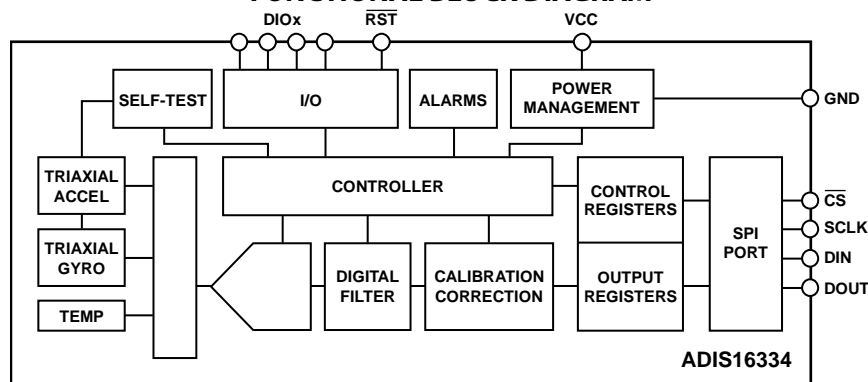 FUNCTIONAL BLOCK DIAGRAM
DIOx
RST
VCC
SELF-TEST
I/O
ALARMS
POWER
MANAGEMENT
GND
TRIAXIAL
ACCEL
CONTROLLER
CONTROL
REGISTERS
SPI
PORT
CS
SCLK
DIN
DOUT
TRIAXIAL
GYRO
TEMP
DIGITAL
FILTER
CALIBRATION
CORRECTION
OUTPUT
REGISTERS
ADIS16334